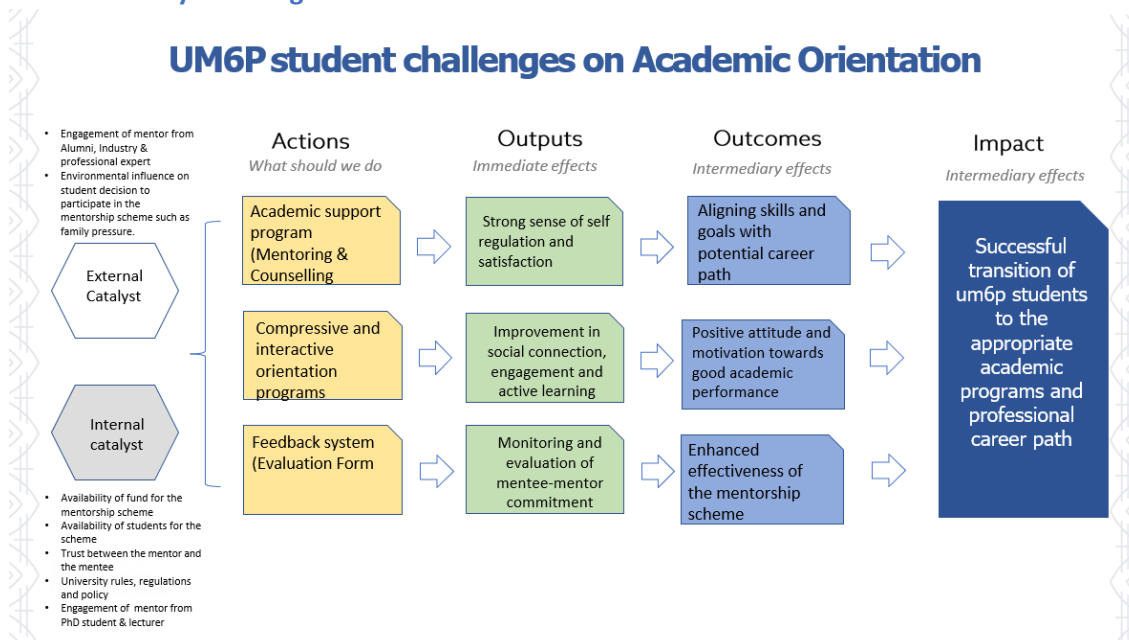 UM6P student challenges on Academic Orientation
• Engagement of mentor from
Alumni, Industry &
professional expert
• Environmental influence on
student decision to
participate in the
mentorship scheme such as
family pressure.
External
Catalyst
Internal
catalyst
• Availability of fund for the
mentorship scheme
• Availability of students for the
scheme
• Trust between the mentor and
the mentee
• University rules, regulations
and policy
• Engagement of mentor from
PhD student & lecturer
Actions
What should we do
Academic support
program
(Mentoring &
Counselling
Compressive and
interactive
orientation
programs
Feedback system
(Evaluation Form
Outputs
Immediate effects
Strong sense of self
regulation and
satisfaction
Improvement in
social connection,
engagement and
active learning
Monitoring and
evaluation of
mentee-mentor
commitment
Outcomes
Intermediary effects
Aligning skills and
goals with
potential career
path
Positive attitude and
motivation towards
good academic
performance
Enhanced
effectiveness of
the mentorship
scheme
Impact
Intermediary effects
Successful
transition of
um6p students
to the
appropriate
academic
programs and
professional
career path